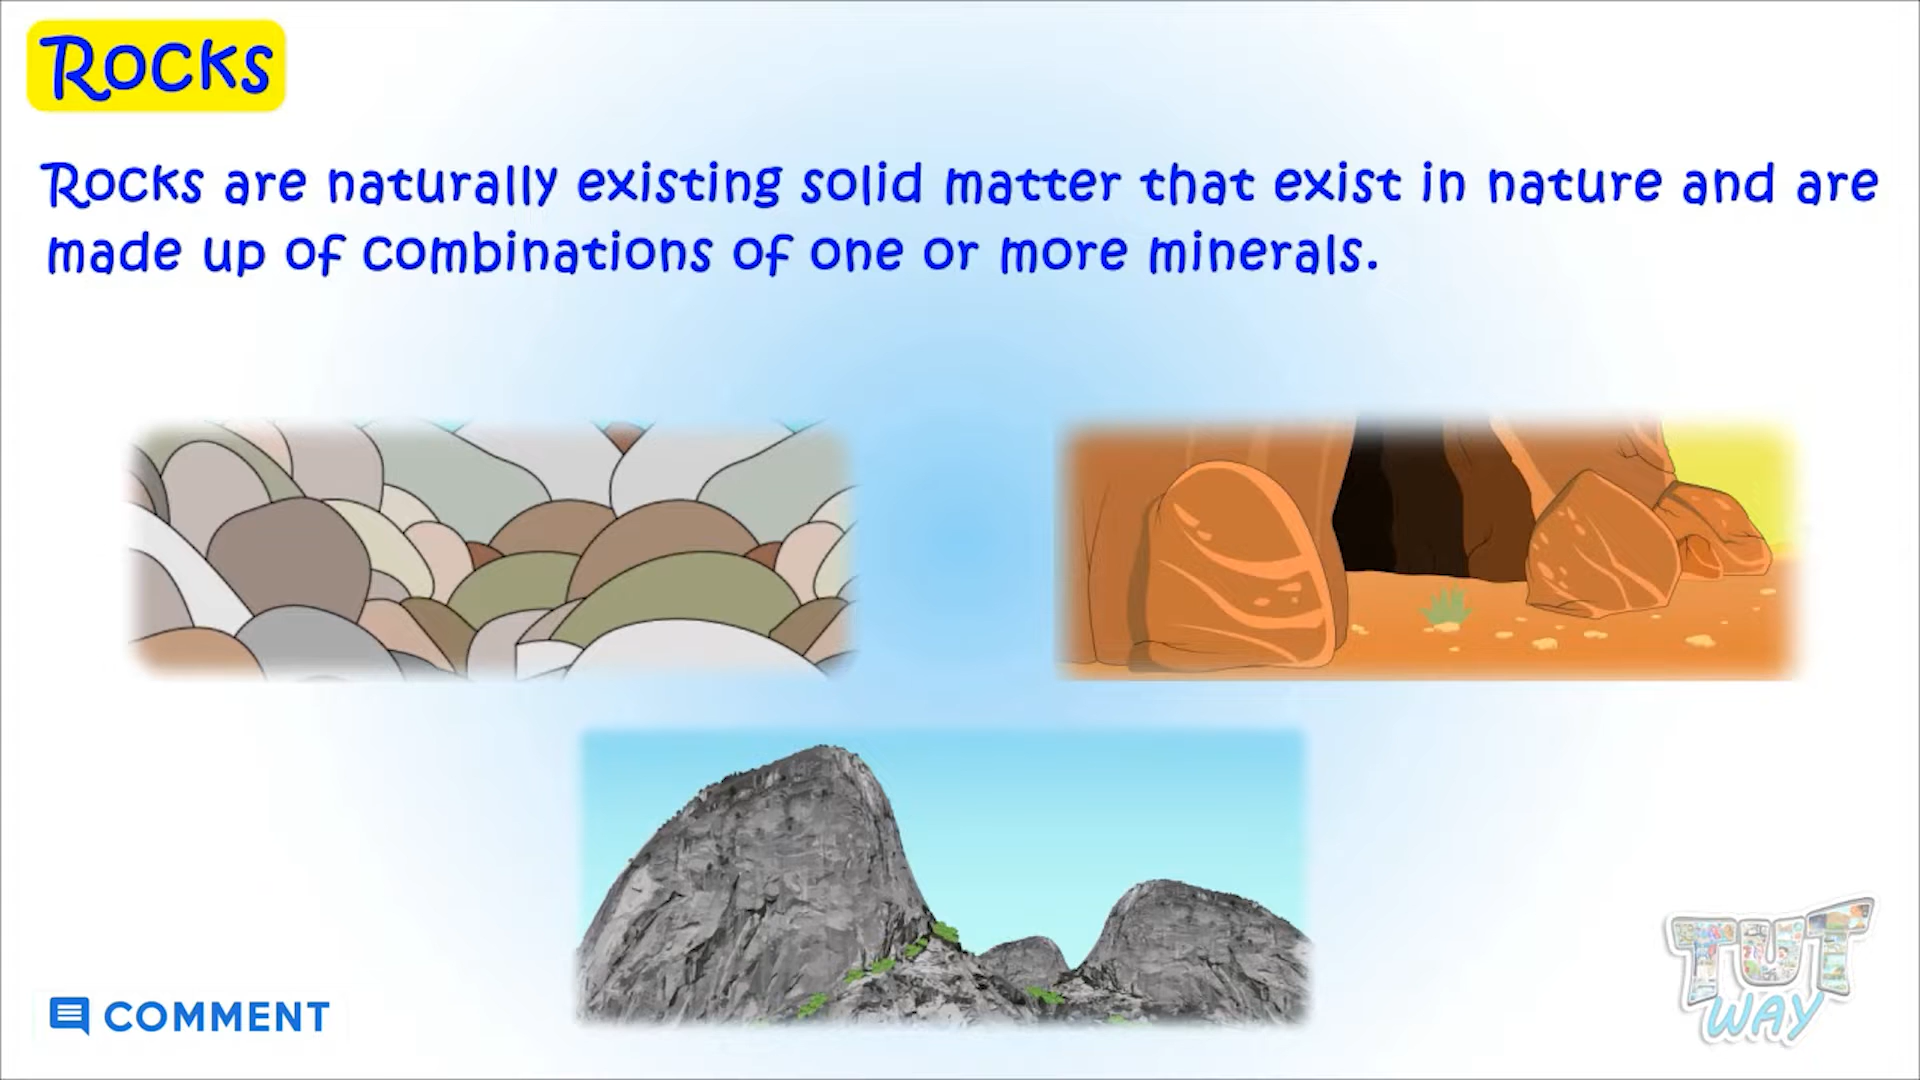 Rocks
Rocks are naturally existing solid matter that exist in nature and are
made up of combinations of one or more minerals.
COMMENT
TUT
WAY